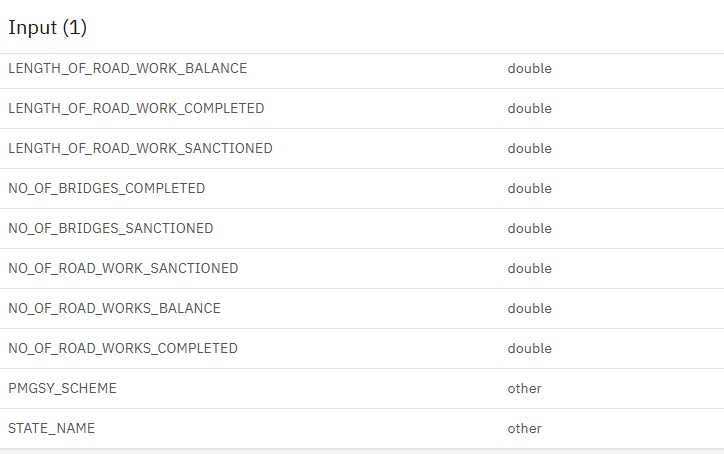 Input (1)
LENGTH_OF_ROAD_WORK_BALANCE double
LENGTH_OF_ROAD_WORK_COMPLETED double
LENGTH_OF_ROAD_WORK_SANCTIONED double
NO_OF_BRIDGES_COMPLETED double
NO_OF_BRIDGES_SANCTIONED double
NO_OF_ROAD_WORK_SANCTIONED double
NO_OF_ROAD_WORKS_BALANCE double
NO_OF_ROAD_WORKS_COMPLETED double
PMGSY_SCHEME other
STATE_NAME other